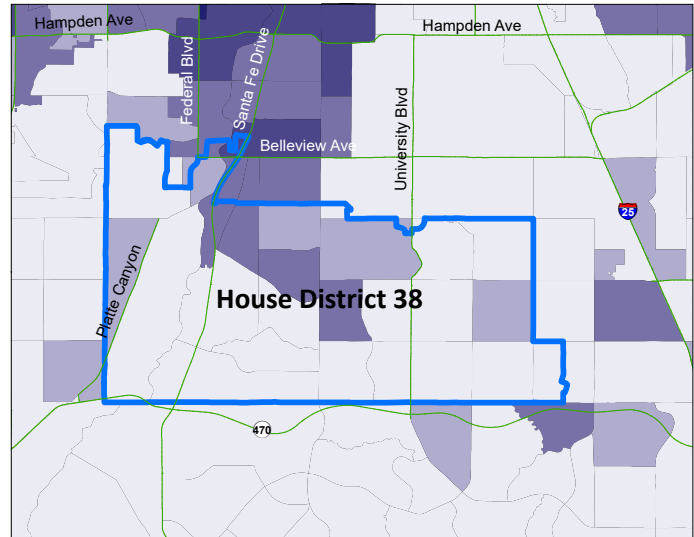 Hampden Ave
Hampden Ave
Federal Blvd
Santa Fe Drive
Belleview Ave
University Blvd
25
Platte Canyon
House District 38
470